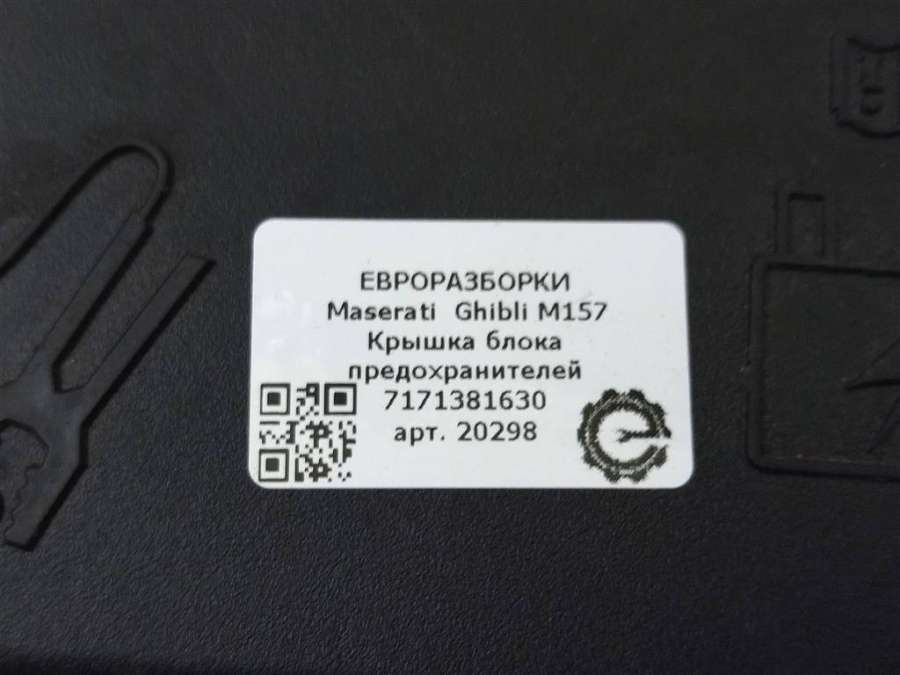 ЕВРОРАЗБОРКИ
Maserati Ghibli M157
Крышка блока
предохранителей
7171381630
арт. 20298